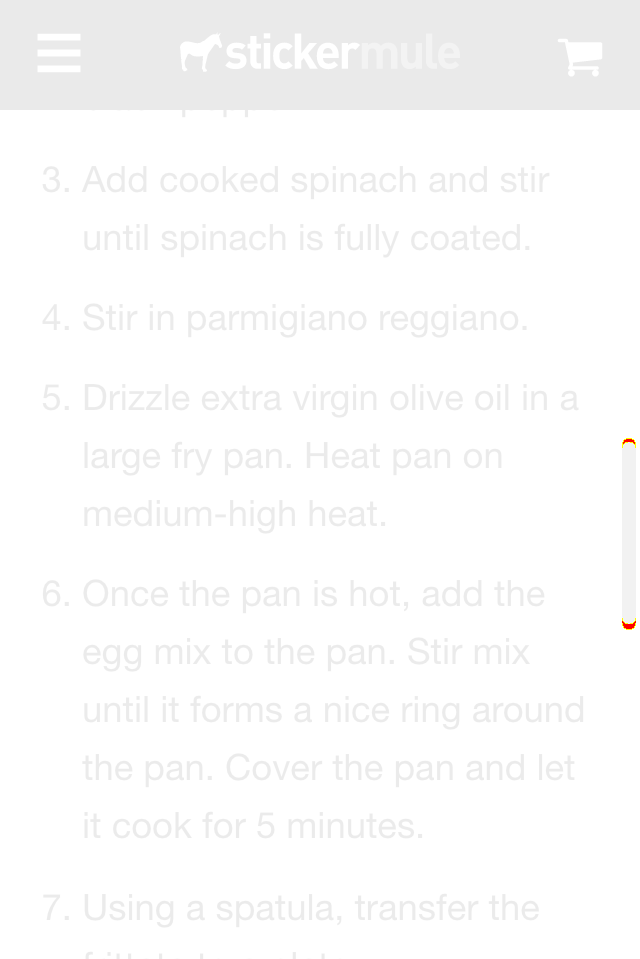 stickermule
3. Add cooked spinach and stir
until spinach is fully coated.
4. Stir in parmigiano reggiano.
5. Drizzle extra virgin olive oil in a
large fry pan. Heat pan on
medium-high heat.
6. Once the pan is hot, add the
egg mix to the pan. Stir mix
until it forms a nice ring around
the pan. Cover the pan and let
it cook for 5 minutes.
7. Using a spatula, transfer the